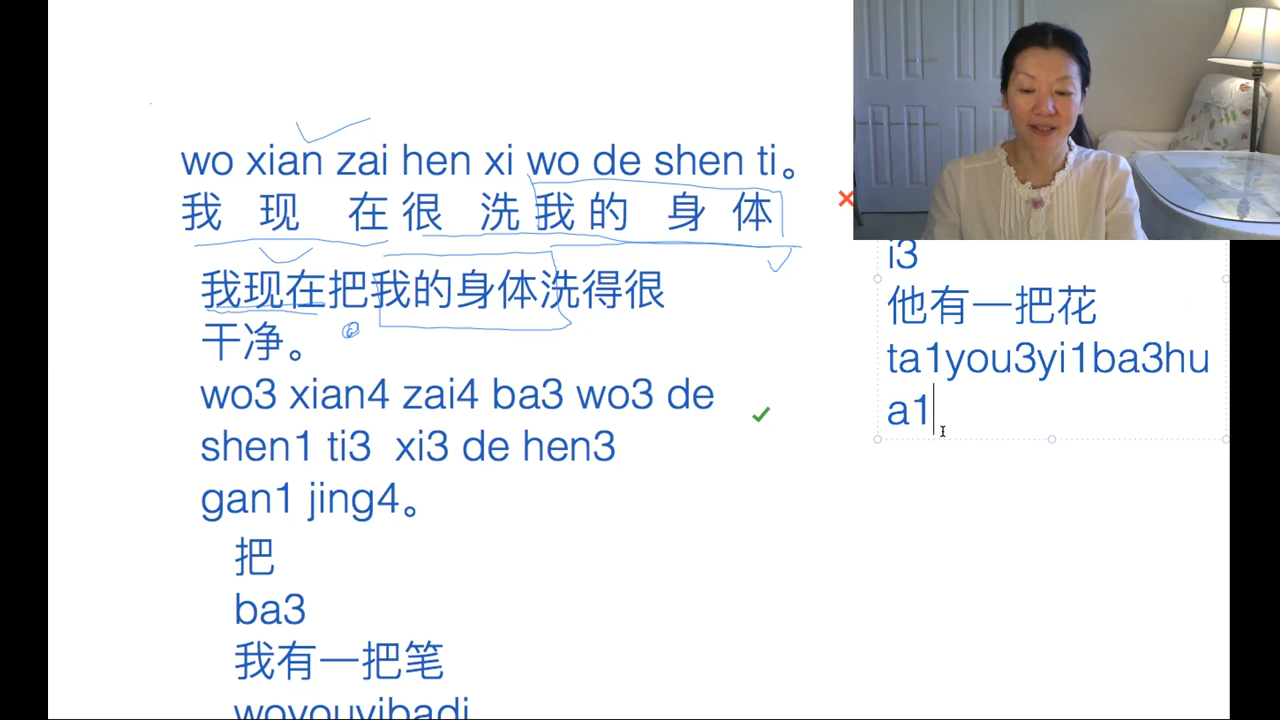 wo xian zai hen xi wo de shen ti。
我 现 在 很 洗 我 的 身 体
我现在把我的身体洗得很
干净。
wo3 xian4 zai4 ba3 wo3 de
shen1 ti3 xi3 de hen3
gan1 jing4。
把
ba3
我有一把笔
woyouyibadi
i3
他有一把花
ta1you3yi1ba3hu
a1